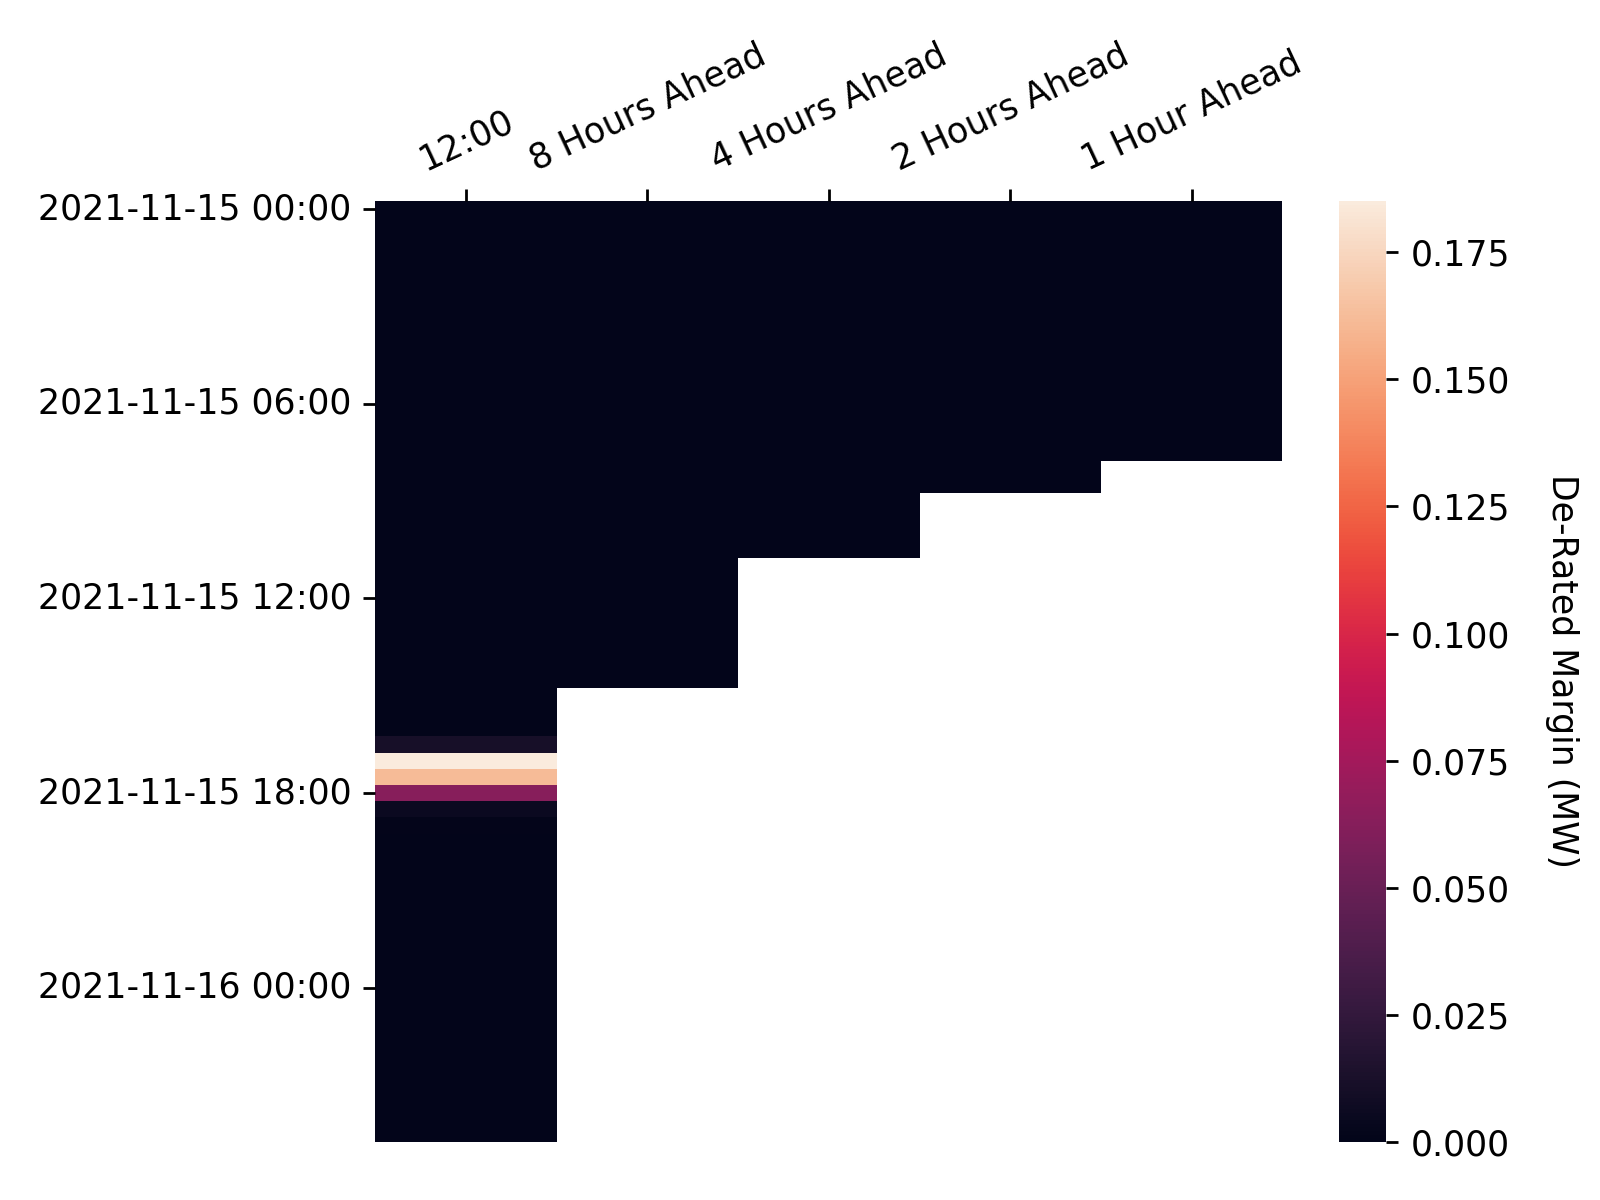 12:00
8 Hours Ahead
4 Hours Ahead
2 Hours Ahead
1 Hour Ahead
2021-11-15 00:00
2021-11-15 06:00
2021-11-15 12:00
2021-11-15 18:00
2021-11-16 00:00
0.175
0.150
0.125
0.100
0.075
0.050
0.025
0.000
De-Rated Margin (MW)